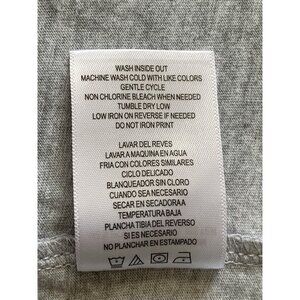 WASH INSIDE OUT
MACHINE WASH COLD WITH LIKE COLORS
GENTLE CYCLE
NON CHLORINE BLEACH WHEN NEEDED
TUMBLE DRY LOW
LOW IRON ON REVERSE IF NEEDED
DO NOT IRON PRINT
LAVAR DEL REVES
LAVAR A MAQUINA EN AGUA
FRIA CON COLORES SIMILARES
CICLO DELICADO
BLANQUEADOR SIN CLORO
CUANDO SEA NECESARIO
SECAR EN SECADORA A
TEMPERATURA BAJA
PLANCHA TIBIA DEL REVERSO
SI ES NECESARIO
NO PLANCHAR EN ESTAMPADO